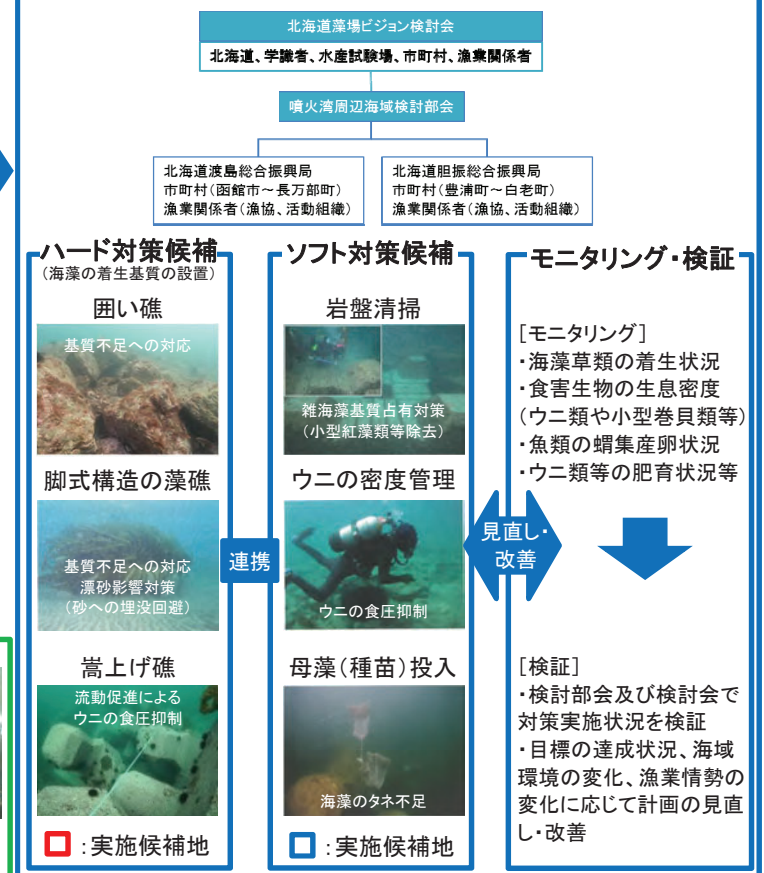 北海道藻場ビジョン検討会
北海道、学識者、水産試験場、市町村、漁業関係者
噴火湾周辺海域検討部会
北海道渡島総合振興局
市町村(函館市～長万部町)
漁業関係者(漁協、活動組織)
北海道胆振総合振興局
市町村(豊浦町～白老町)
漁業関係者(漁協、活動組織)
ハード対策候補
(海藻の着生基質の設置)
囲い礁
基質不足への対応
脚式構造の藻礁
基質不足への対応
漂砂影響対策
(砂への埋没回避)
嵩上げ礁
流動促進による
ウニの食圧抑制
:実施候補地
連携
ソフト対策候補
岩盤清掃
雑海藻基質占有対策
(小型紅藻類等除去)
ウニの密度管理
ウニの食圧抑制
母藻(種苗)投入
海藻のタネ不足
:実施候補地
見直し・
改善
モニタリング・検証
[モニタリング]
・海藻草類の着生状況
・食害生物の生息密度
(ウニ類や小型巻貝類等)
・魚類の蝟集産卵状況
・ウニ類等の肥育状況等
[検証]
・検討部会及び検討会で
対策実施状況を検証
・目標の達成状況、海域
環境の変化、漁業情勢の
変化に応じて計画の見直
し・改善